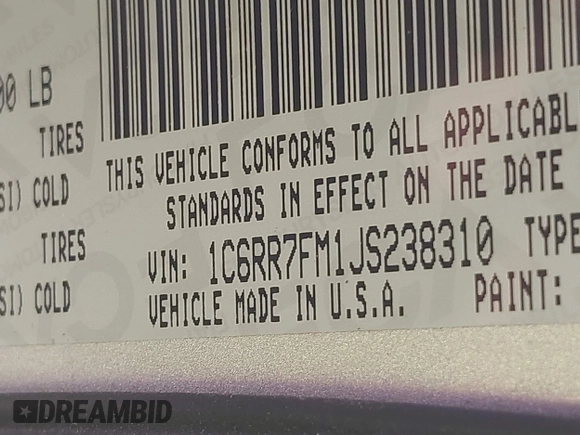 00 LB
TIRES
SI) COLD
TIRES
SI) COLD
THIS VEHICLE CONFORMS TO ALL APPLICABL
STANDARDS IN EFFECT ON THE DATE
VIN: 1C6RR7FM1JS238310 TYPE
VEHICLE MADE IN U.S.A. PAINT:
DREAMBID